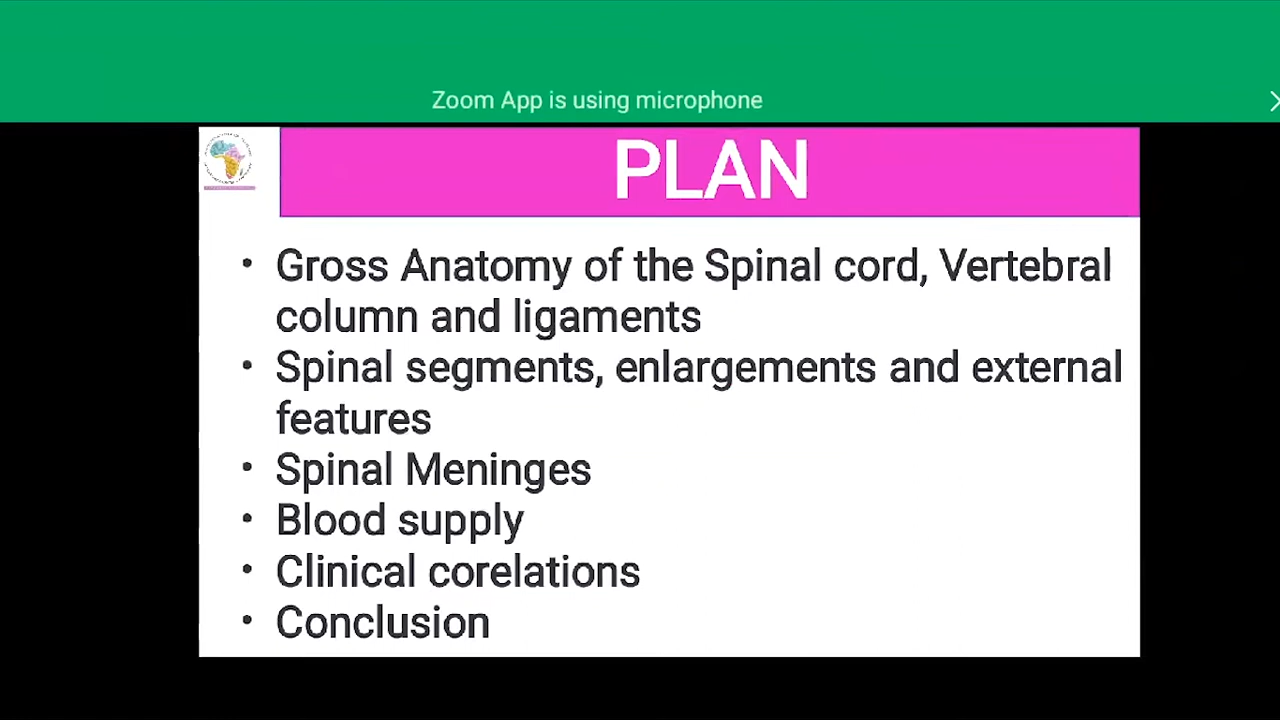 Zoom App is using microphone
PLAN
• Gross Anatomy of the Spinal cord, Vertebral
column and ligaments
• Spinal segments, enlargements and external
features
• Spinal Meninges
• Blood supply
• Clinical corelations
• Conclusion